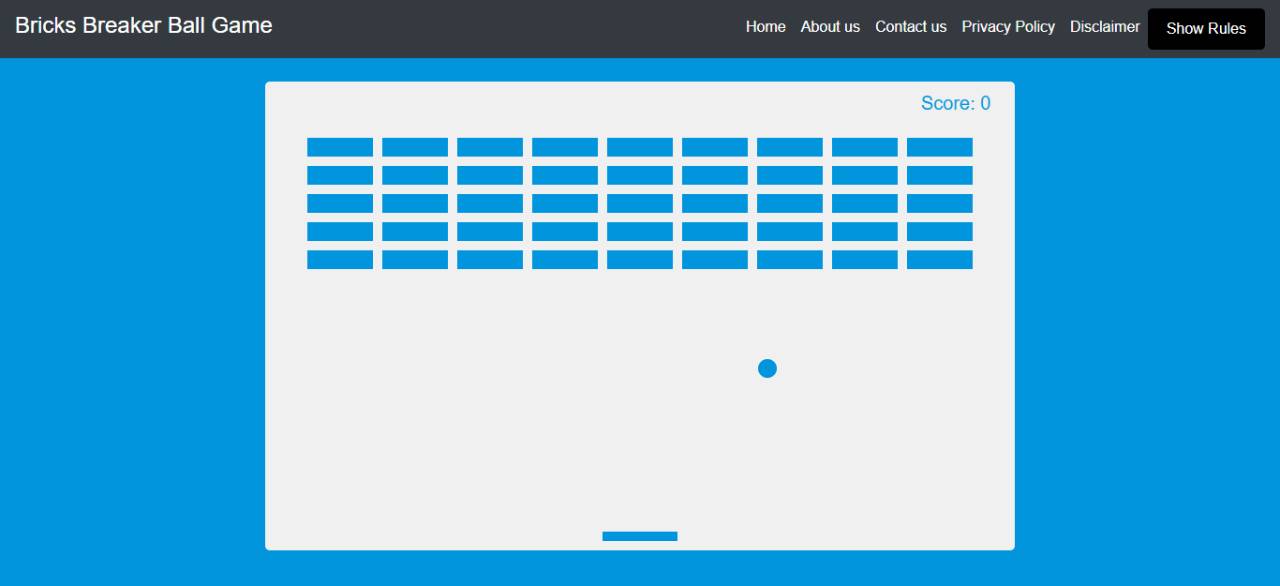 Bricks Breaker Ball Game
Home About us Contact us Privacy Policy Disclaimer Show Rules
Score: 0